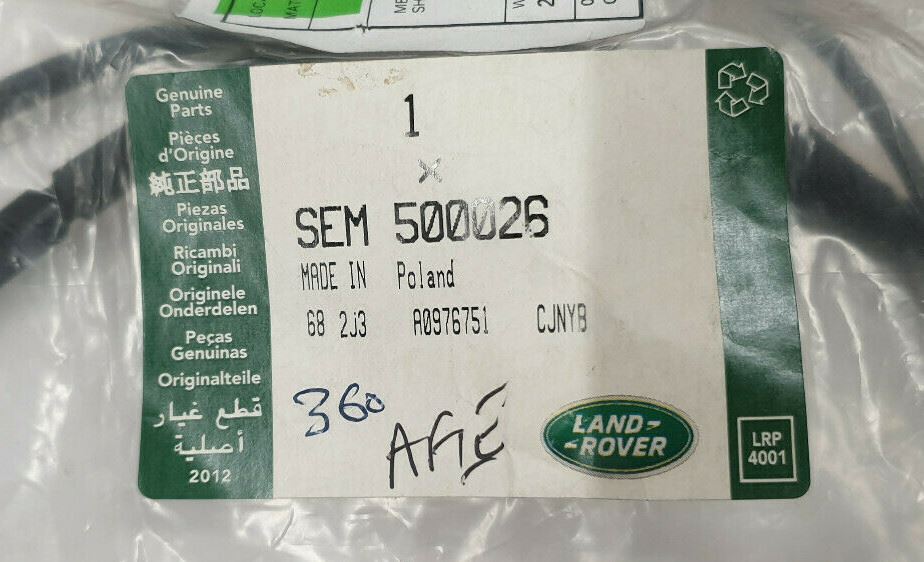 Genuine
Parts
Pièces
d'Origine
純正部品
Piezas
Originales
Ricambi
Originali
Originele
Onderdelen
Peças
Genuinas
Originalteile
قطع غيار
أصلية
2012
1
SEM 500026
MADE IN Poland
68 2J3 A0976751 CJNYB
360
LAND-
-ROVER
LRP
4001